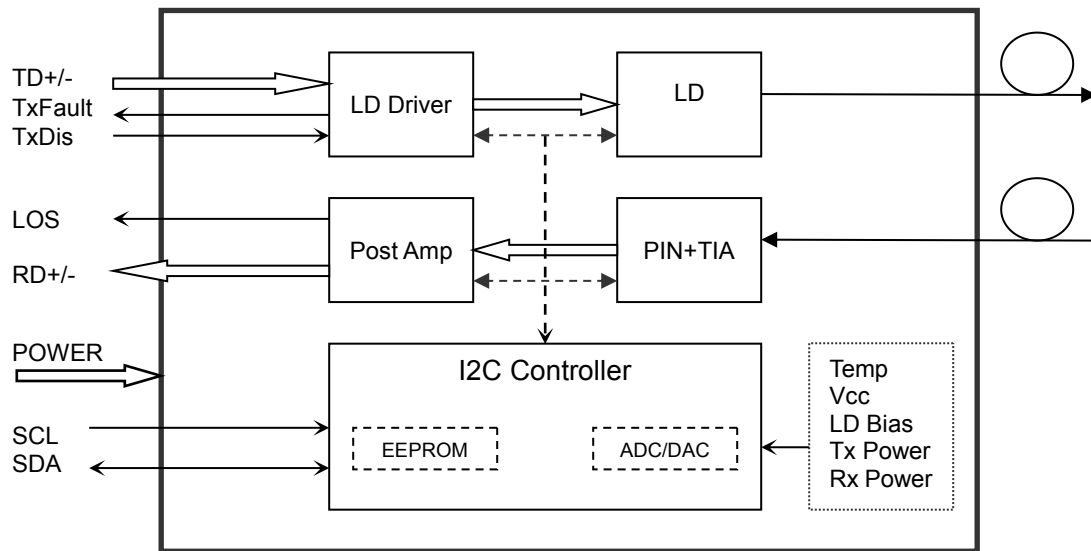 TD+/-
TxFault
TxDis
LD Driver
LD
LOS
RD+/-
Post Amp
PIN+TIA
POWER
SCL
SDA
I2C Controller
EEPROM
ADC/DAC
Temp
Vcc
LD Bias
Tx Power
Rx Power